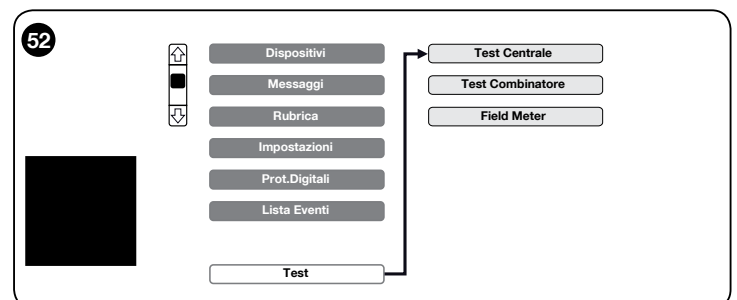 52
Dispositivi
Test Centrale
Messaggi
Test Combinatore
Rubrica
Field Meter
Impostazioni
Prot.Digitali
Lista Eventi
Test